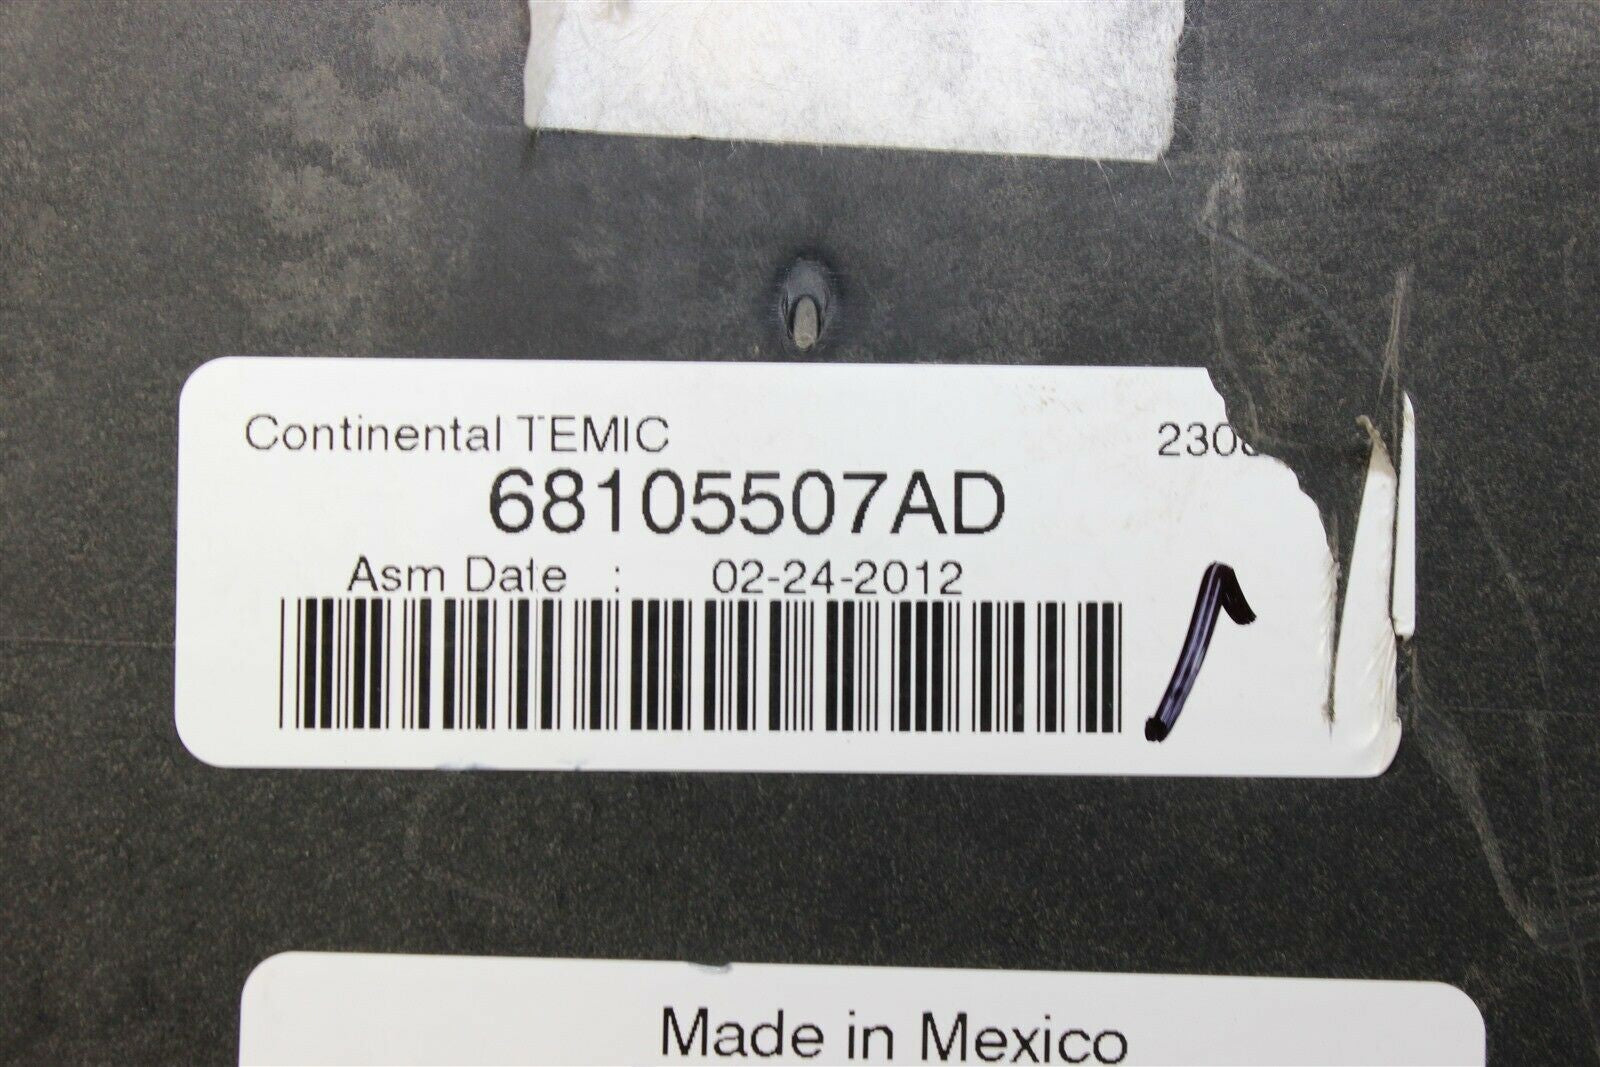 Continental TEMIC
68105507AD
Asm Date : 02-24-2012
Made in Mexico